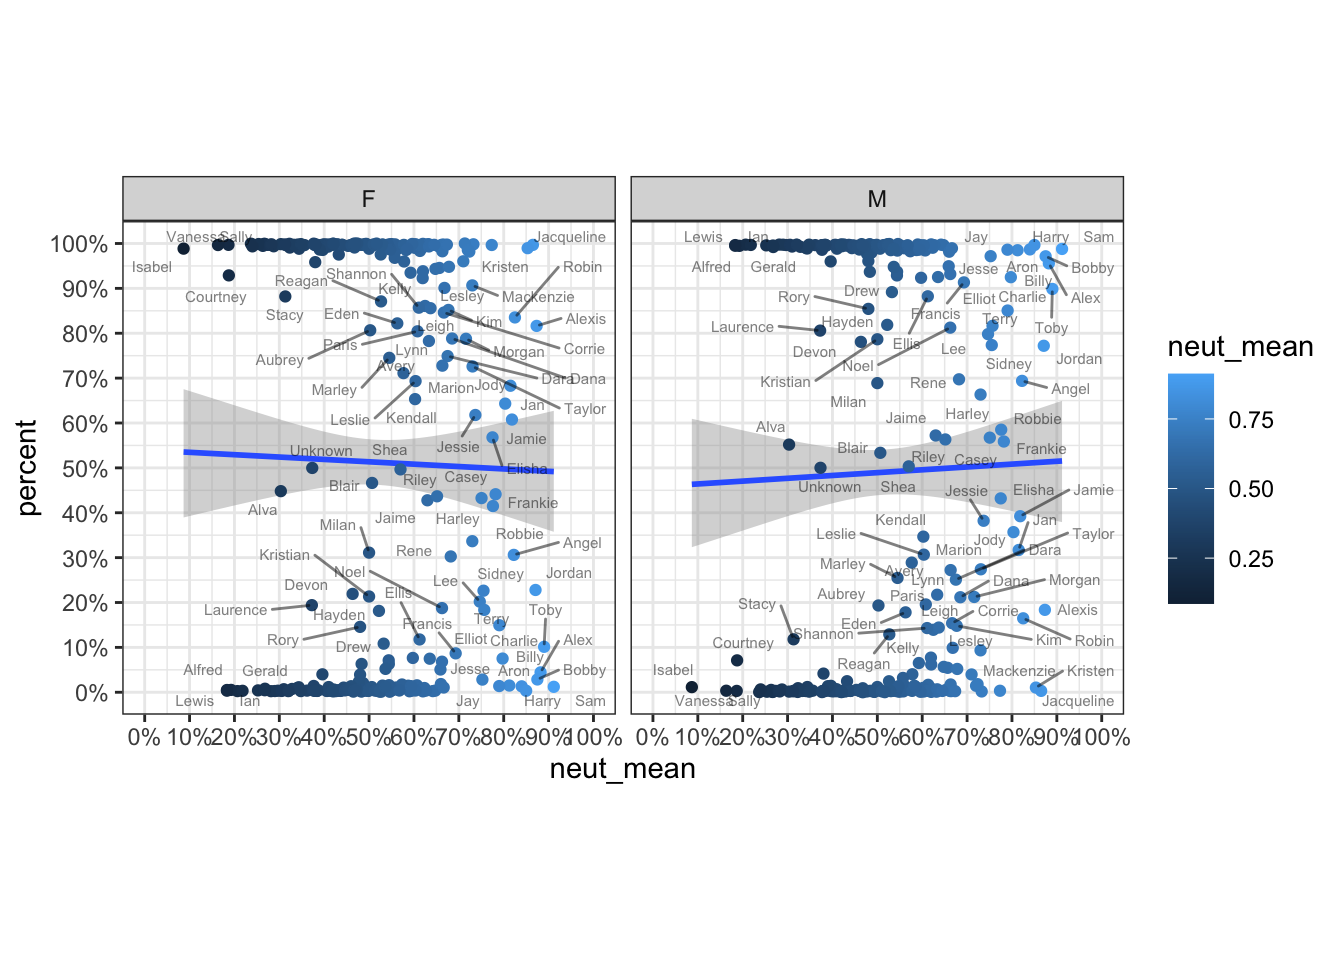 F
M
100%
90%
80%
70%
60%
50%
40%
30%
20%
10%
0%
percent
Vanessa Sally Jacqueline
Isabel Shannon Kristen Robin
Courtney Reagan Kelly Lesley Mackenzie
Stacy Eden Leigh Kim Alexis
Aubrey Paris Lynn Morgan Corrie
Marley Avery Marion Jody Dara Dana
Leslie Kendall Jan Taylor
Unknown Shea Jessie Jamie
Blair Riley Casey Elisha
Alva Jaime Harley Frankie
Milan Robbie
Kristian Rene Angel
Devon Noel Lee Sidney Jordan
Laurence Hayden Ellis Terry Toby
Rory Drew Francis Elliot Charlie Alex
Alfred Gerald Jesse Aron Billy Bobby
Lewis Ian Jay Harry Sam
Lewis Ian Jay Harry Sam
Alfred Gerald Jesse Aron Billy Bobby
Rory Drew Elliot Charlie Alex
Laurence Hayden Francis Terry Toby
Devon Ellis Lee
Kristian Noel Sidney Jordan
Milan Rene Angel
Alva Jaime Harley Robbie
Blair Riley Casey Frankie
Unknown Shea Jessie Elisha Jamie
Leslie Kendall Jody Jan Taylor
Marley Avery Lynn Marion Dara
Aubrey Paris Dana Morgan
Stacy Eden Leigh Corrie Alexis
Courtney Shannon Kelly Lesley Kim Robin
Isabel Reagan Mackenzie Kristen
Vanessa Sally Jacqueline
0% 10% 20% 30% 40% 50% 60% 70% 80% 90% 100%
0% 10% 20% 30% 40% 50% 60% 70% 80% 90% 100%
neut_mean
neut_mean
0.75
0.50
0.25